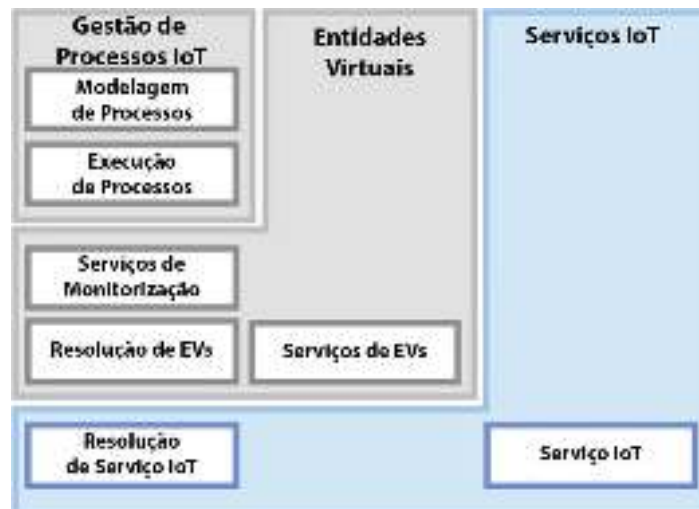 Gestão de
Processos IoT
Modelagem
de Processos
Execução
de Processos
Entidades
Virtuais
Serviços IoT
Serviços de
Monitorização
Resolução de EVs
Serviços de EVs
Resolução
de Serviço IoT
Serviço IoT